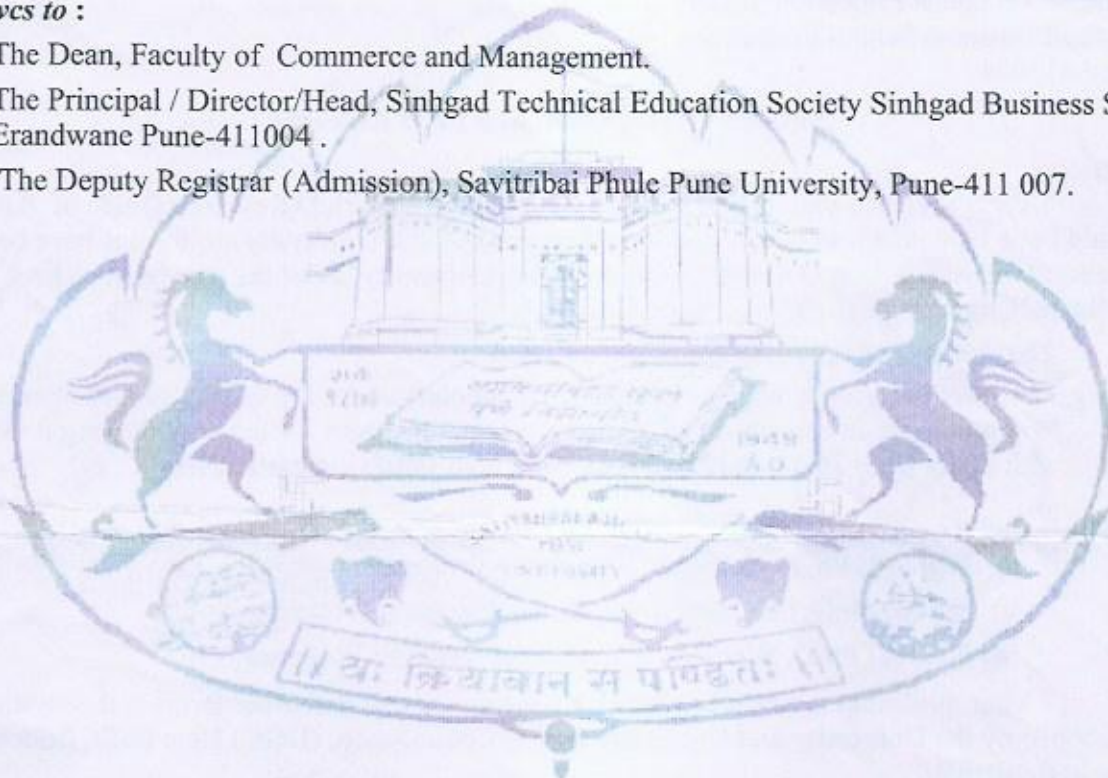 to :
The Dean, Faculty of Commerce and Management.
The Principal / Director/Head, Sinhgad Technical Education Society Sinhgad Business
Erandwane Pune-411004 .
The Deputy Registrar (Admission), Savitribai Phule Pune University, Pune-411 007.
।। यः क्रियावान स पण्डितः ।।